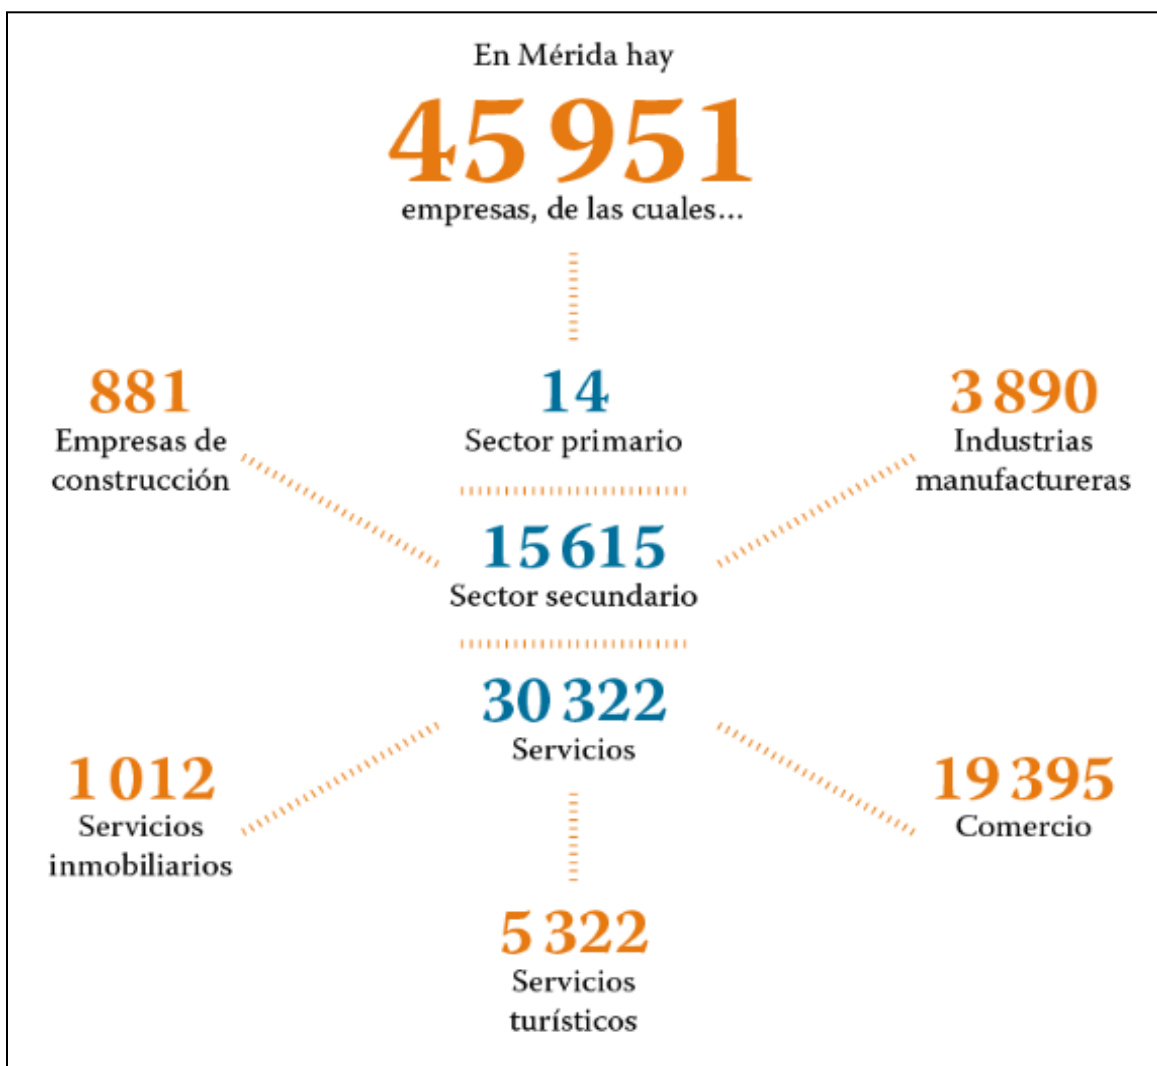 En Mérida hay
45 951
empresas, de las cuales...
881
Empresas de
construcción
14
Sector primario
3 890
Industrias
manufactureras
15 615
Sector secundario
30 322
Servicios
1 012
Servicios
inmobiliarios
19 395
Comercio
5 322
Servicios
turísticos